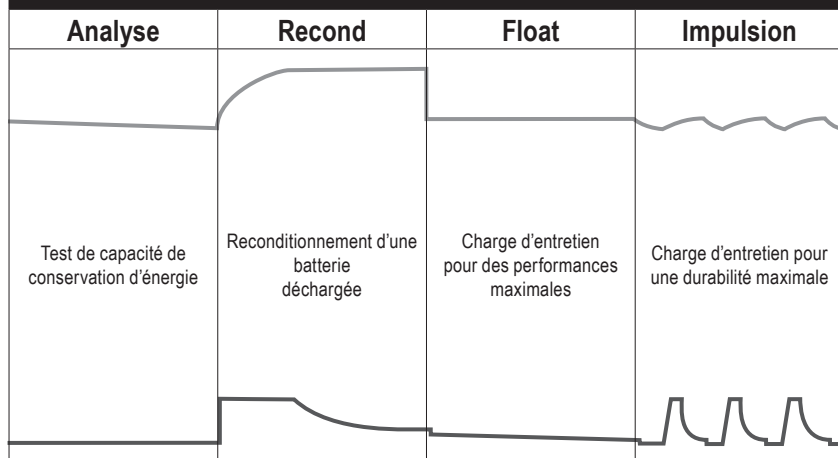 Analyse
Recond
Float
Impulsion
Test de capacité de
conservation d'énergie
Reconditionnement d'une
batterie
déchargée
Charge d'entretien
pour des performances
maximales
Charge d'entretien pour
une durabilité maximale